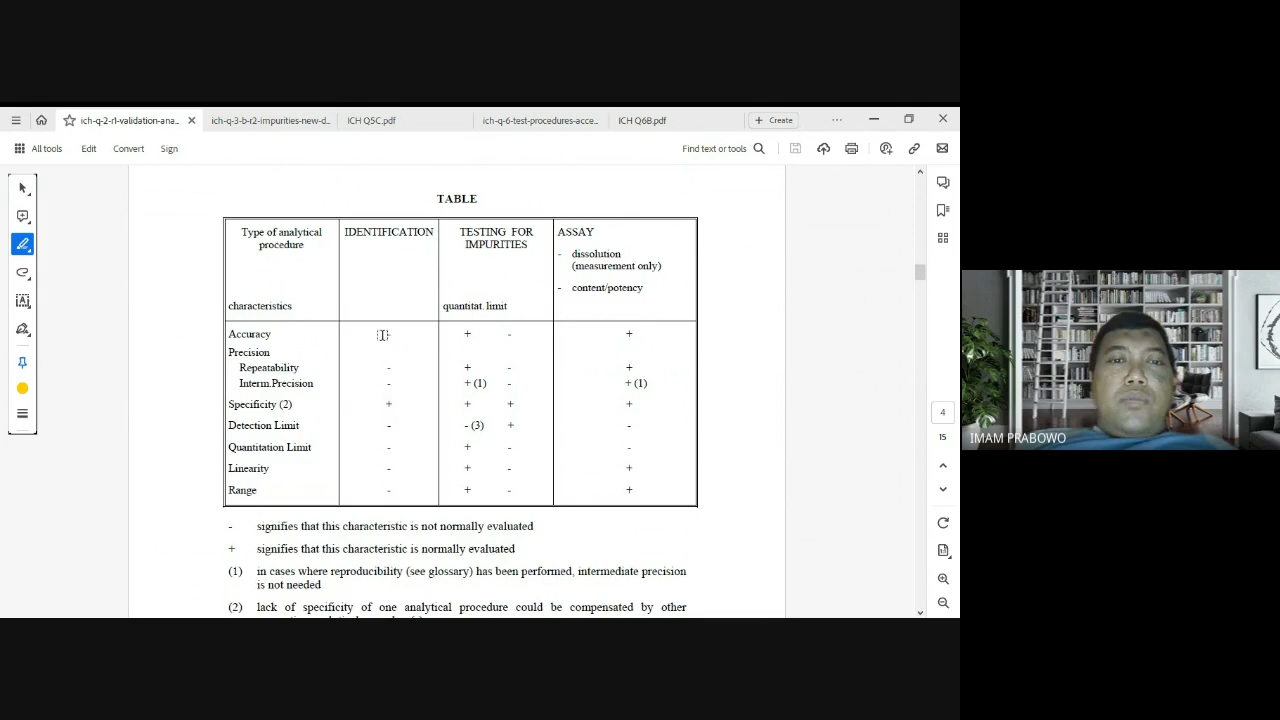 ich-q-2-r1-validation-ana...
ich-q-3-b-r2-impurities-new-d...
ICH Q5C.pdf
ich-q-6-test-procedures-acce...
ICH Q6B.pdf
Create
All tools Edit Convert Sign
Find text or tools
TABLE
Type of analytical procedure
characteristics
IDENTIFICATION
TESTING FOR IMPURITIES
quantitat. limit
ASSAY
- dissolution (measurement only)
- content/potency
Accuracy + - +
Precision
Repeatability - + - +
Interm.Precision - + (1) - + (1)
Specificity (2) + + + +
Detection Limit - - (3) + -
Quantitation Limit - + - -
Linearity - + - +
Range - + - +
- signifies that this characteristic is not normally evaluated
+ signifies that this characteristic is normally evaluated
(1) in cases where reproducibility (see glossary) has been performed, intermediate precision
is not needed
(2) lack of specificity of one analytical procedure could be compensated by other
4
15
IMAM PRABOWO